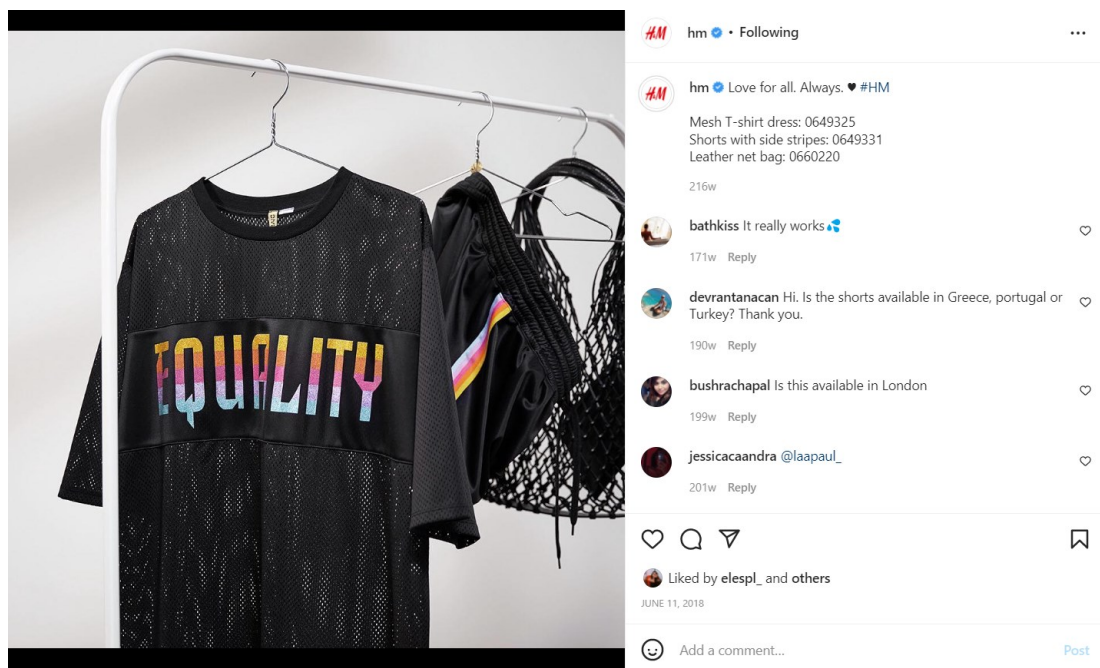 EQUALITY
H&M
hm • Following
H&M
hm Love for all. Always. ♥ #HM
Mesh T-shirt dress: 0649325
Shorts with side stripes: 0649331
Leather net bag: 0660220
216w
bathkiss It really works💦
171w Reply
devrantanacan Hi. Is the shorts available in Greece, portugal or
Turkey? Thank you.
190w Reply
bushrachapal Is this available in London
199w Reply
jessicacaandra @laapaul_
201w Reply
Liked by elespl_ and others
JUNE 11, 2018
Add a comment...
Post